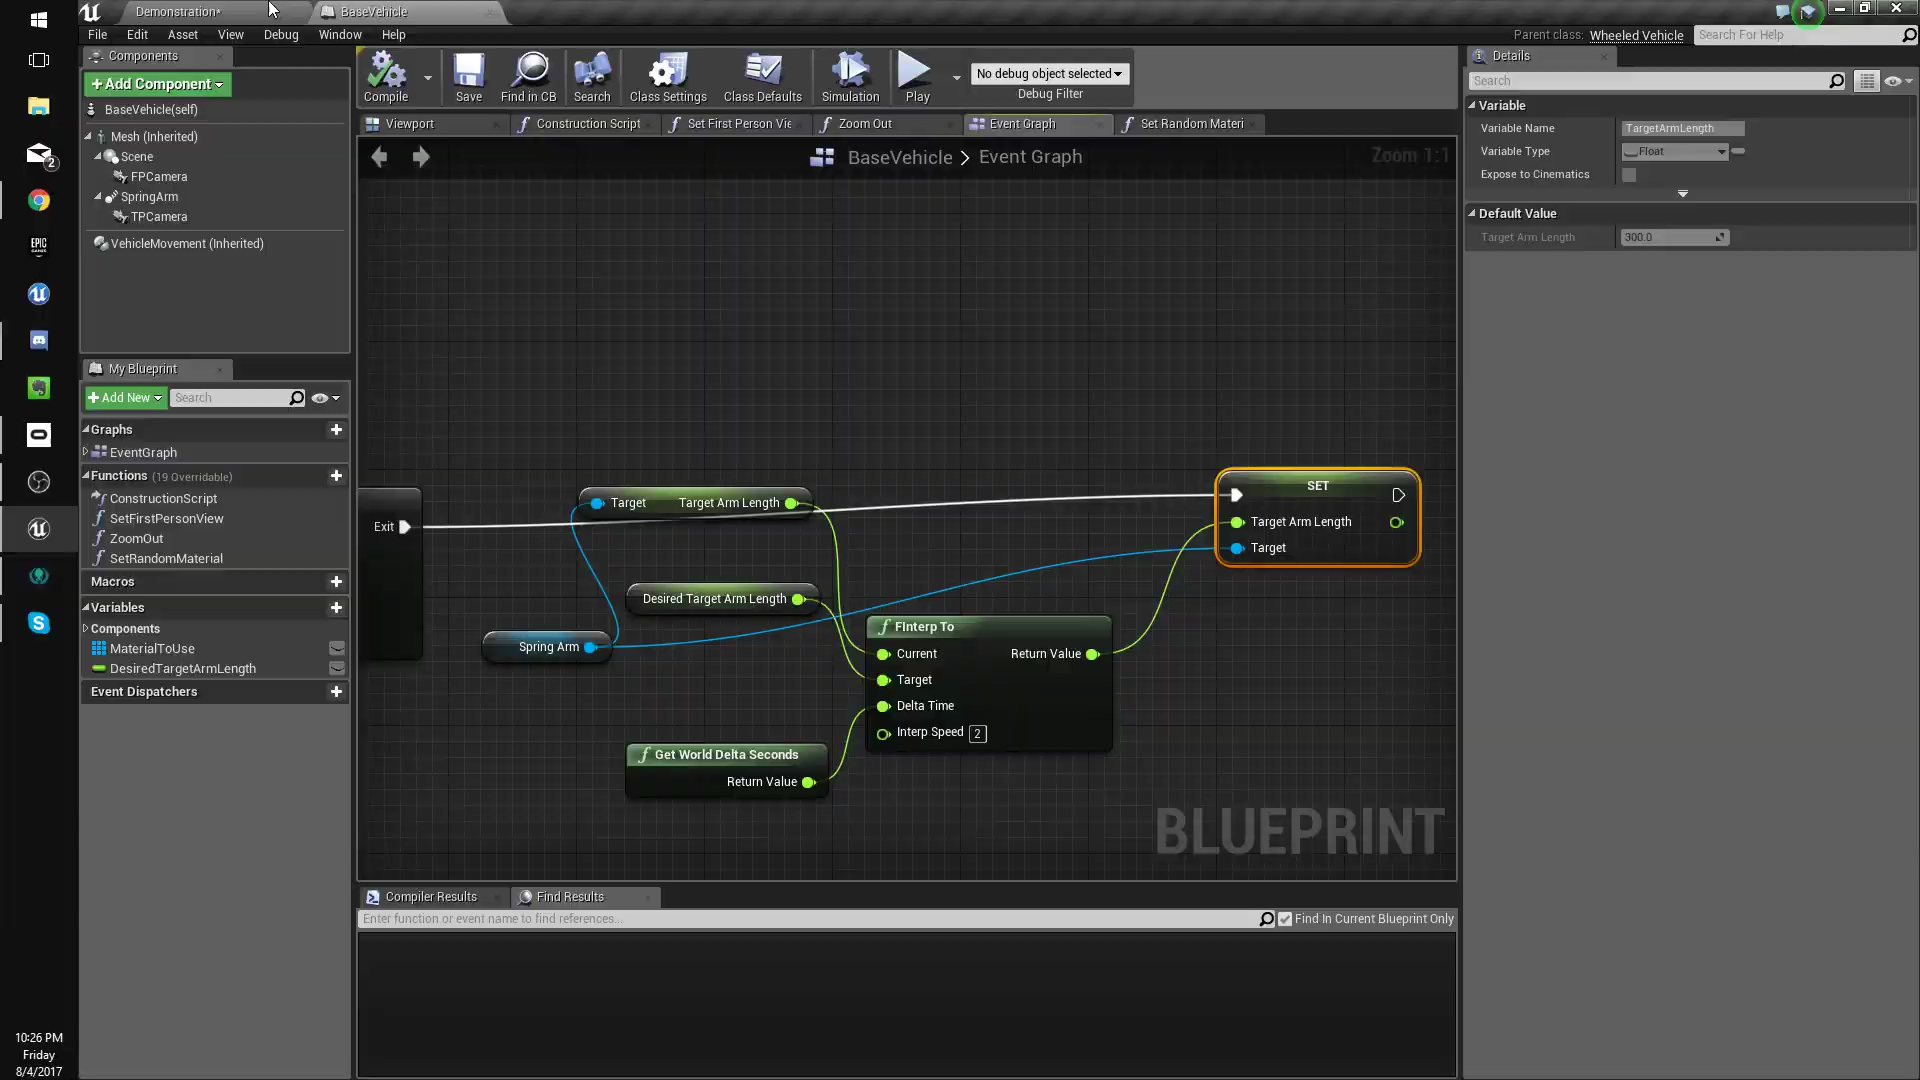 Demonstration*
BaseVehicle
File Edit Asset View Debug Window Help
Parent class: Wheeled Vehicle
Search For Help
Components
+Add Component
BaseVehicle(self)
Mesh (Inherited)
Scene
FPCamera
SpringArm
TPCamera
VehicleMovement (Inherited)
My Blueprint
+Add New
Search
Graphs
EventGraph
Functions (19 Overridable)
ConstructionScript
SetFirstPersonView
ZoomOut
SetRandomMaterial
Macros
Variables
Components
MaterialToUse
DesiredTargetArmLength
Event Dispatchers
Compile
Save
Find in CB
Search
Class Settings
Class Defaults
Simulation
Play
No debug object selected
Debug Filter
Viewport
Construction Script
Set First Person Vie
Zoom Out
Event Graph
Set Random Materi
BaseVehicle > Event Graph
Zoom 1:1
Exit
Target Target Arm Length
Desired Target Arm Length
Spring Arm
Get World Delta Seconds
Return Value
FInterp To
Current Return Value
Target
Delta Time
Interp Speed 2
SET
Target Arm Length
Target
BLUEPRINT
Compiler Results
Find Results
Enter function or event name to find references...
Find In Current Blueprint Only
Details
Search
Variable
Variable Name TargetArmLength
Variable Type Float
Expose to Cinematics
Default Value
Target Arm Length 300.0
EPIC
GAMES
2
10:26 PM
Friday
8/4/2017